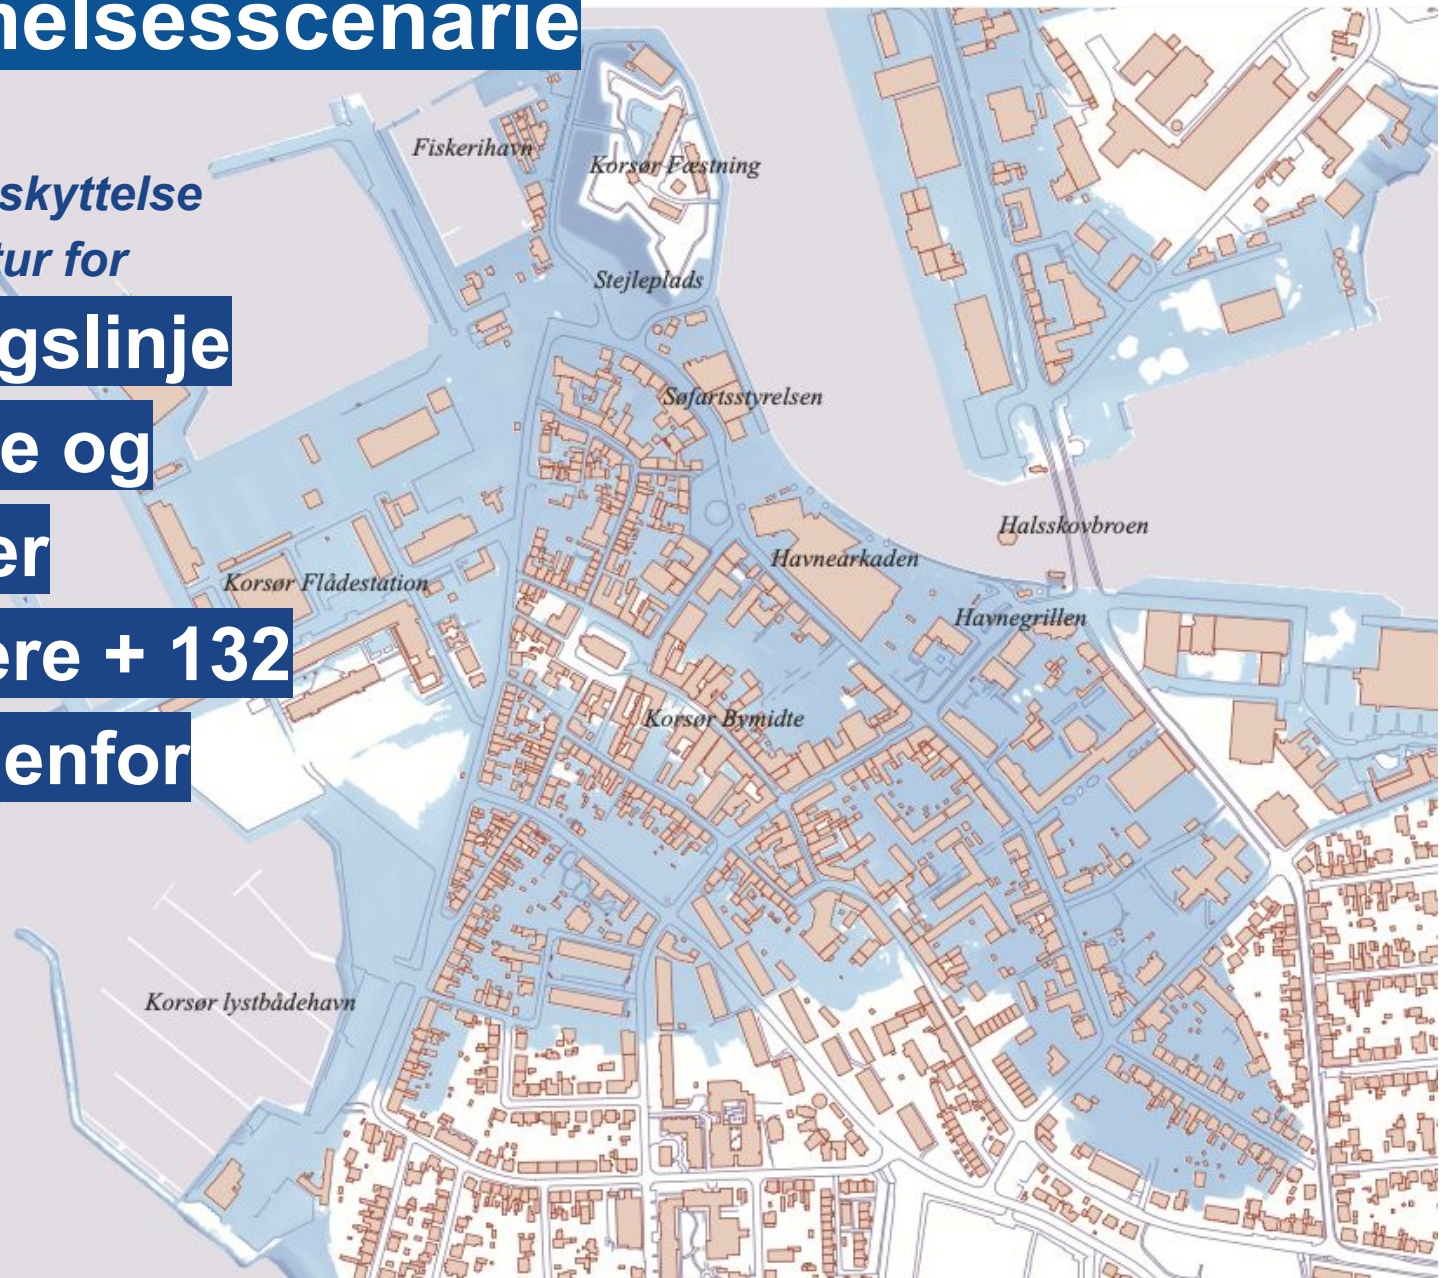 nelsesscenarie
skyttelse
tur for
gslinje
e og
er
ere + 132
enfor
Fiskerihavn
Korsør Fæstning
Stejleplads
Søfartsstyrelsen
Halsskovbroen
Havnearkaden
Korsør Flådestation
Havnegrillen
Korsør Bymidte
Korsør lystbådehavn